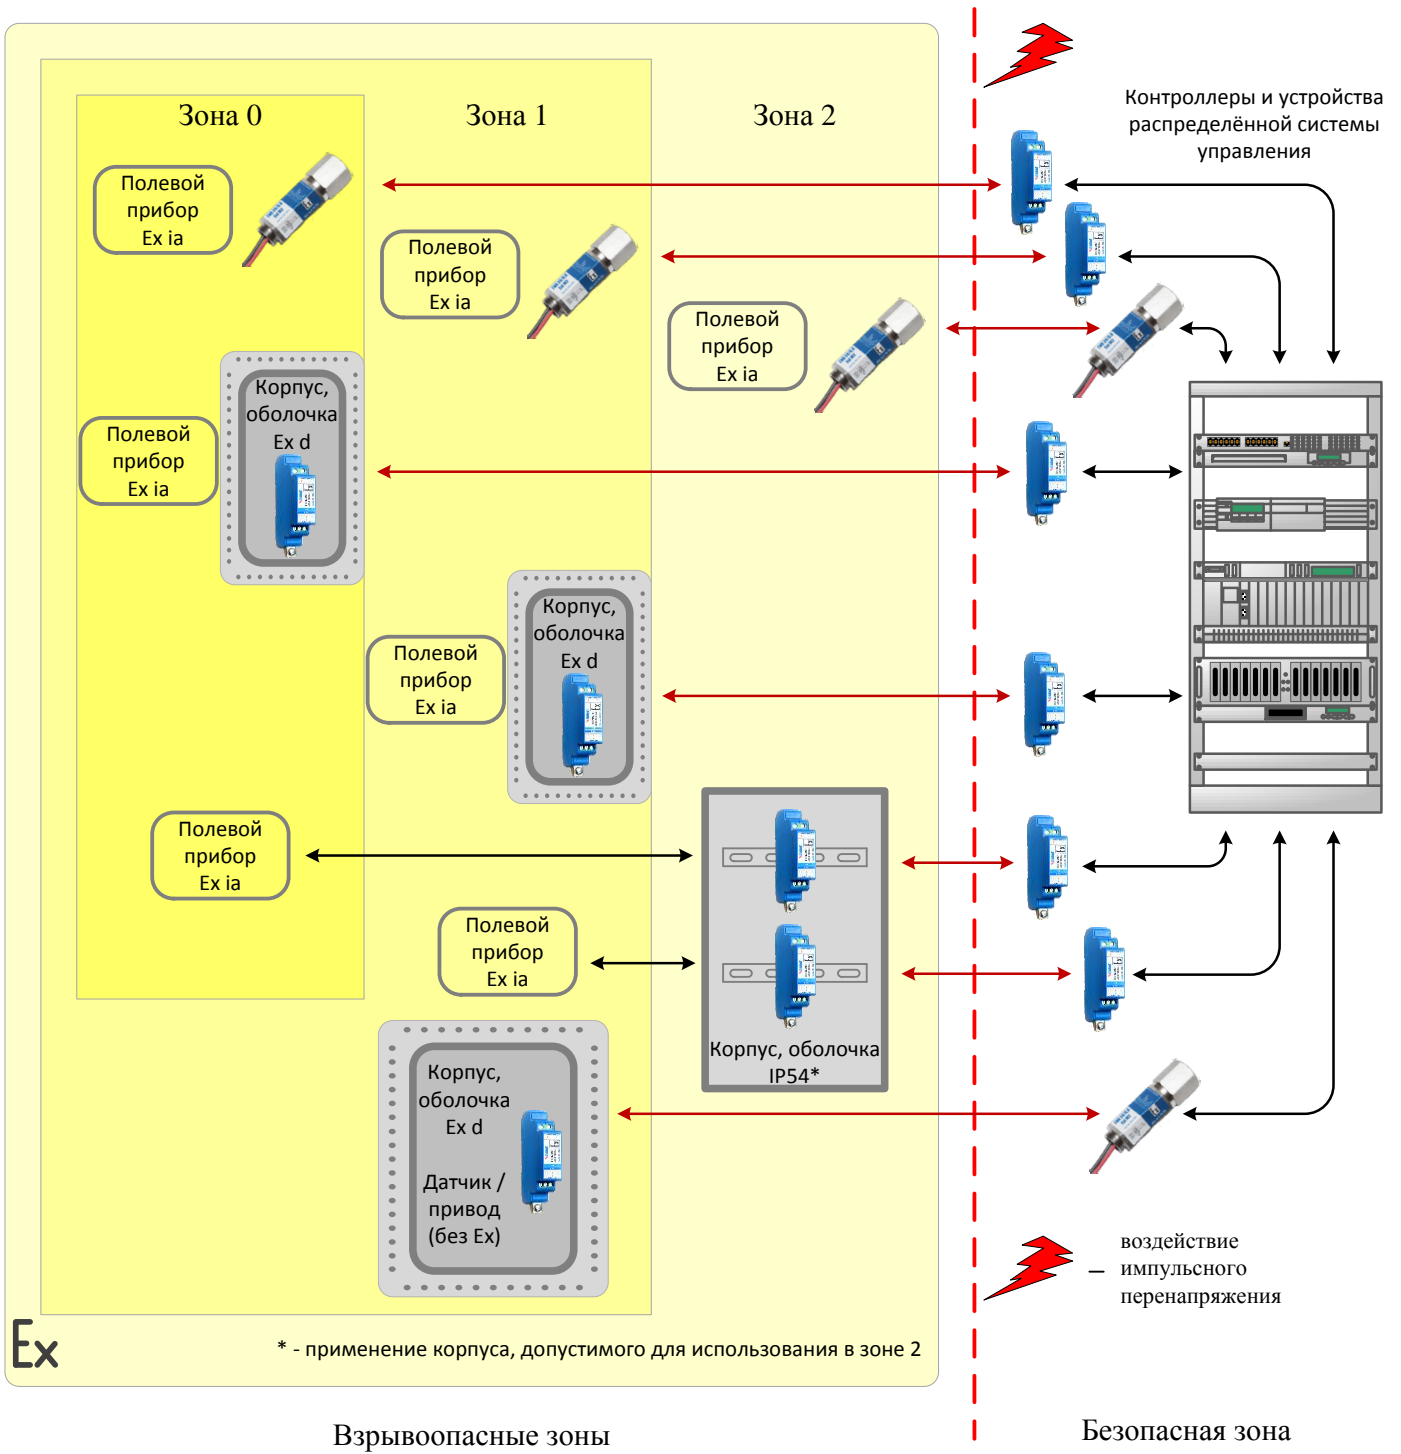 Зона 0
Зона 1
Зона 2
Контроллеры и устройства
распределённой системы
управления
Полевой
прибор
Ex ia
Полевой
прибор
Ex ia
Полевой
прибор
Ex ia
Корпус,
оболочка
Ex d
Полевой
прибор
Ex ia
Корпус,
оболочка
Ex d
Полевой
прибор
Ex ia
Полевой
прибор
Ex ia
Полевой
прибор
Ex ia
Корпус, оболочка
IP54*
Корпус,
оболочка
Ex d
Датчик /
привод
(без Ex)
– воздействие
импульсного
перенапряжения
Ex
* - применение корпуса, допустимого для использования в зоне 2
Взрывоопасные зоны
Безопасная зона